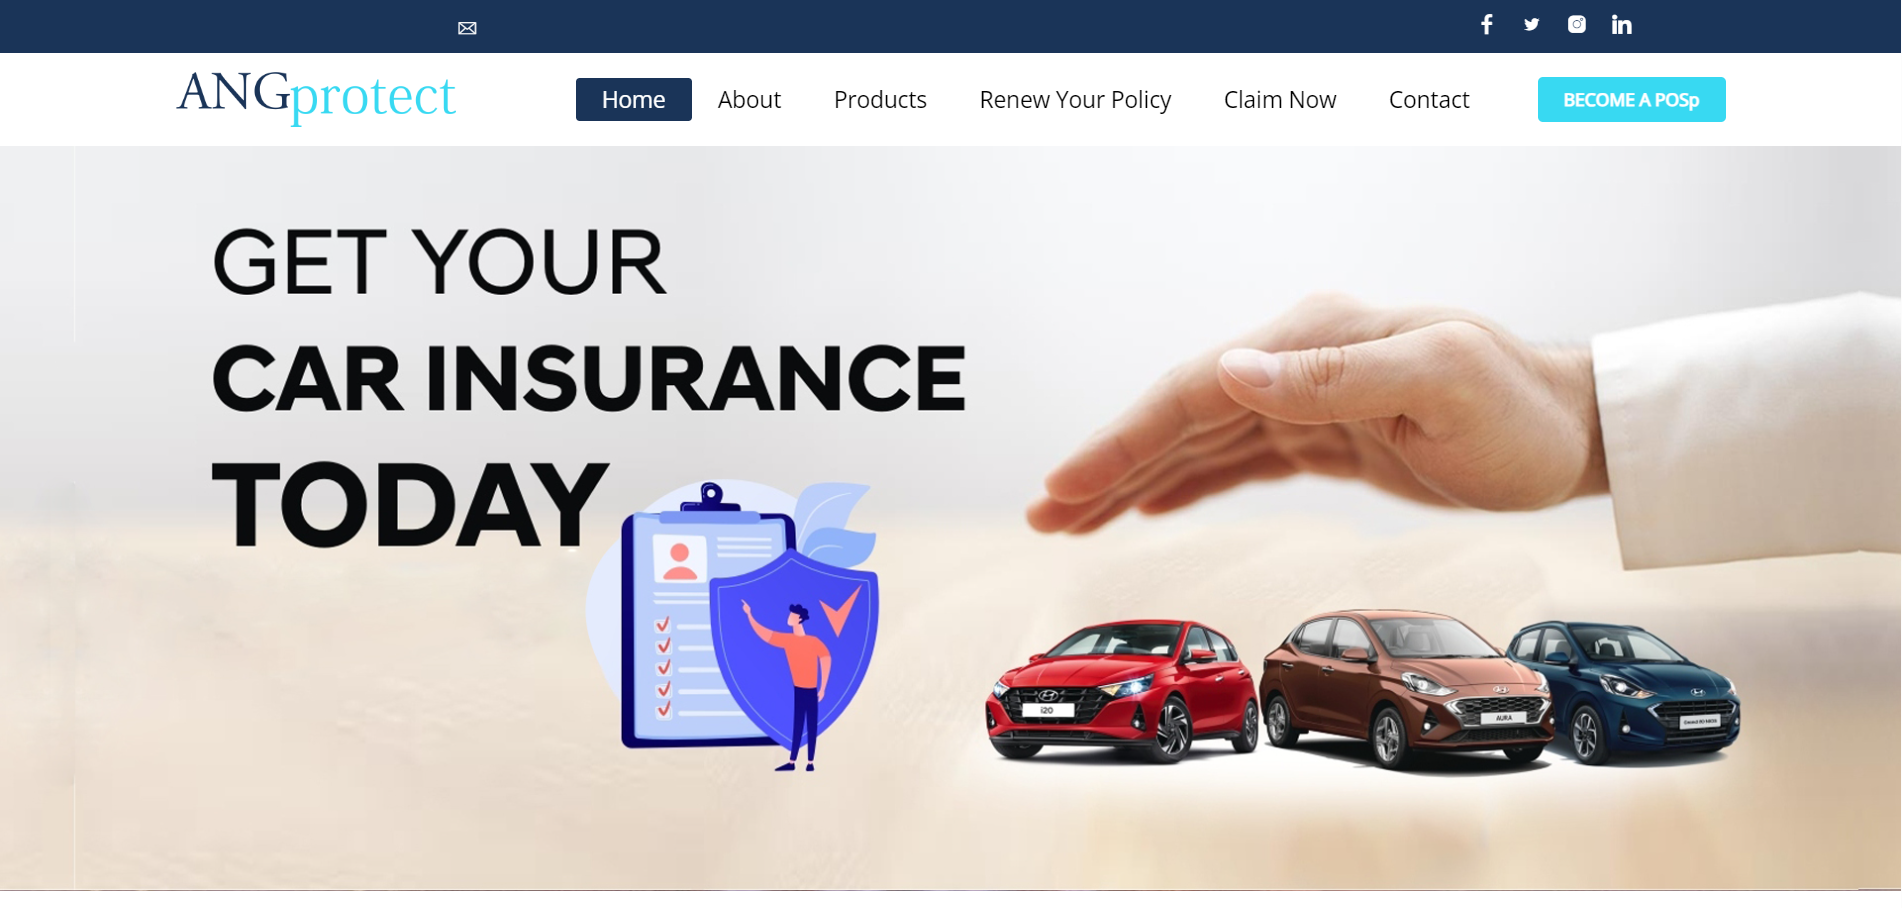 ANGprotect
Home About Products Renew Your Policy Claim Now Contact BECOME A POSp
GET YOUR
CAR INSURANCE
TODAY
i20
AURA